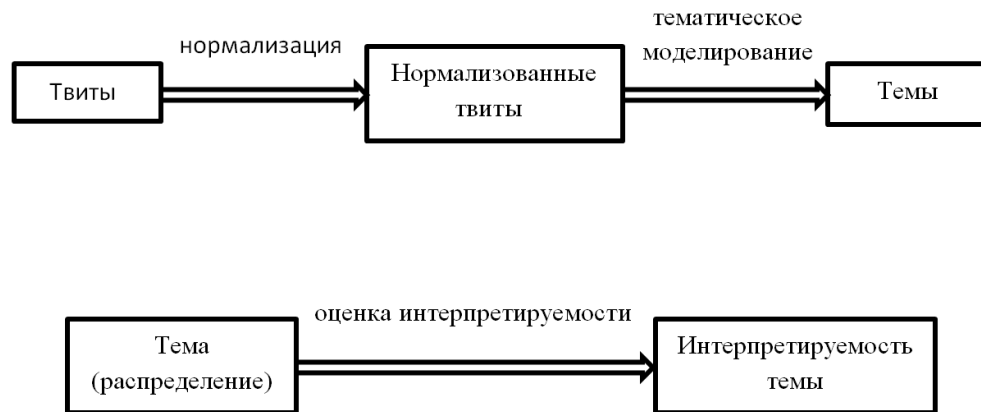 нормализация
тематическое
моделирование
Твиты
Нормализованные
твиты
Темы
оценка интерпретируемости
Тема
(распределение)
Интерпретируемость
темы